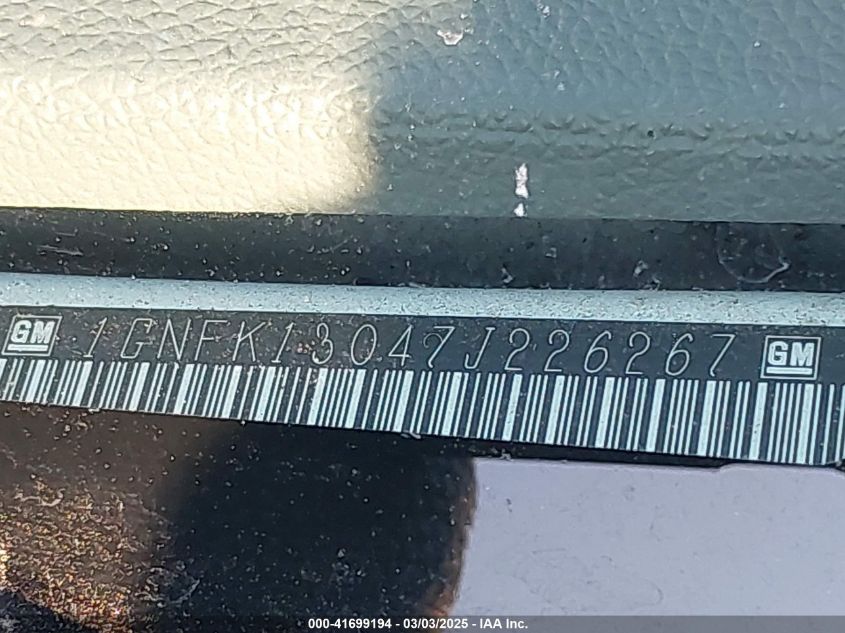 GM 1GNFK13047J226267 GM
000-41699194 - 03/03/2025 - IAA Inc.